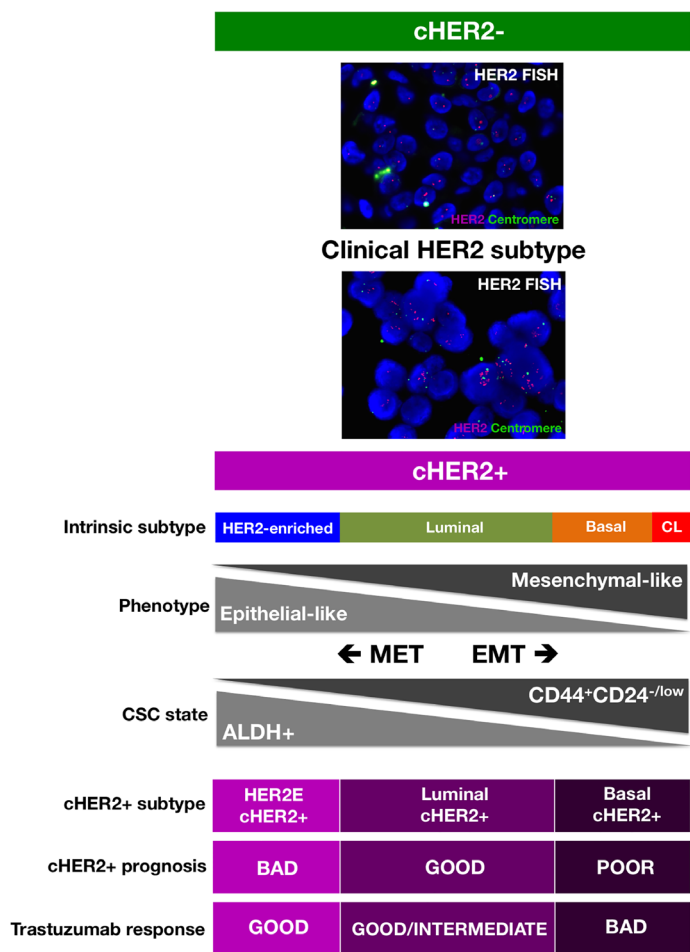 cHER2-
HER2 FISH
HER2 Centromere
Clinical HER2 subtype
HER2 FISH
HER2 Centromere
cHER2+
Intrinsic subtype HER2-enriched Luminal Basal CL
Phenotype Mesenchymal-like
Epithelial-like
← MET EMT →
CSC state CD44⁺CD24⁻/ˡᵒʷ
ALDH+
cHER2+ subtype HER2E cHER2+ Luminal cHER2+ Basal cHER2+
cHER2+ prognosis BAD GOOD POOR
Trastuzumab response GOOD GOOD/INTERMEDIATE BAD